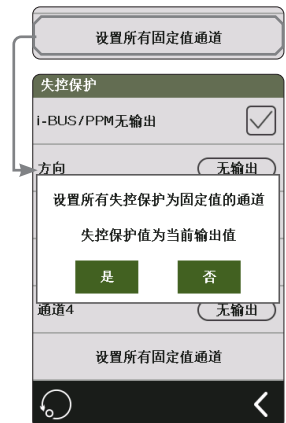 设置所有固定值通道
失控保护
i-BUS/PPM无输出
方向
无输出
设置所有失控保护为固定值的通道
失控保护值为当前输出值
是
否
通道4
无输出
设置所有固定值通道